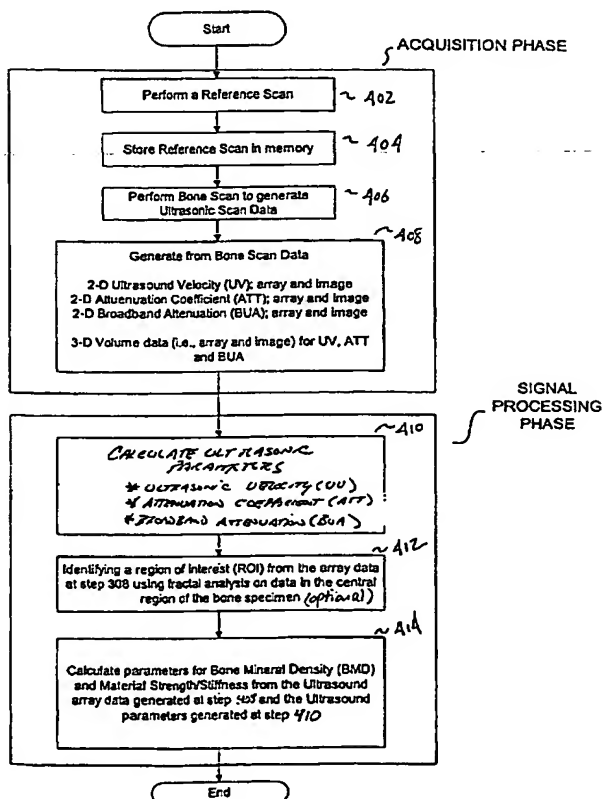 Start
ACQUISITION PHASE
Perform a Reference Scan
~ 402
Store Reference Scan in memory
~ 404
Perform Bone Scan to generate
Ultrasonic Scan Data
~ 406
~ 408
Generate from Bone Scan Data
2-D Ultrasound Velocity (UV); array and image
2-D Attuenuation Coefficient (ATT); array and image
2-D Broadband Attenuation (BUA); array and image
3-D Volume data (i.e., array and image) for UV, ATT
and BUA
SIGNAL
PROCESSING
PHASE
~ 410
CALCULATE ULTRASONIC
PARAMETERS
* ULTRASONIC VELOCITY (UV)
* ATTENUATION COEFFICIENT (ATT)
* BROADBAND ATTENUATION (BUA)
~ 412
Identifying a region of interest (ROI) from the array data
at step 308 using fractal analysis on data in the central
region of the bone specimen (optional)
~ 414
Calculate parameters for Bone Mineral Density (BMD)
and Material Strength/Stiffness from the Ultrasound
array data generated at step 408 and the Ultrasound
parameters generated at step 410
End